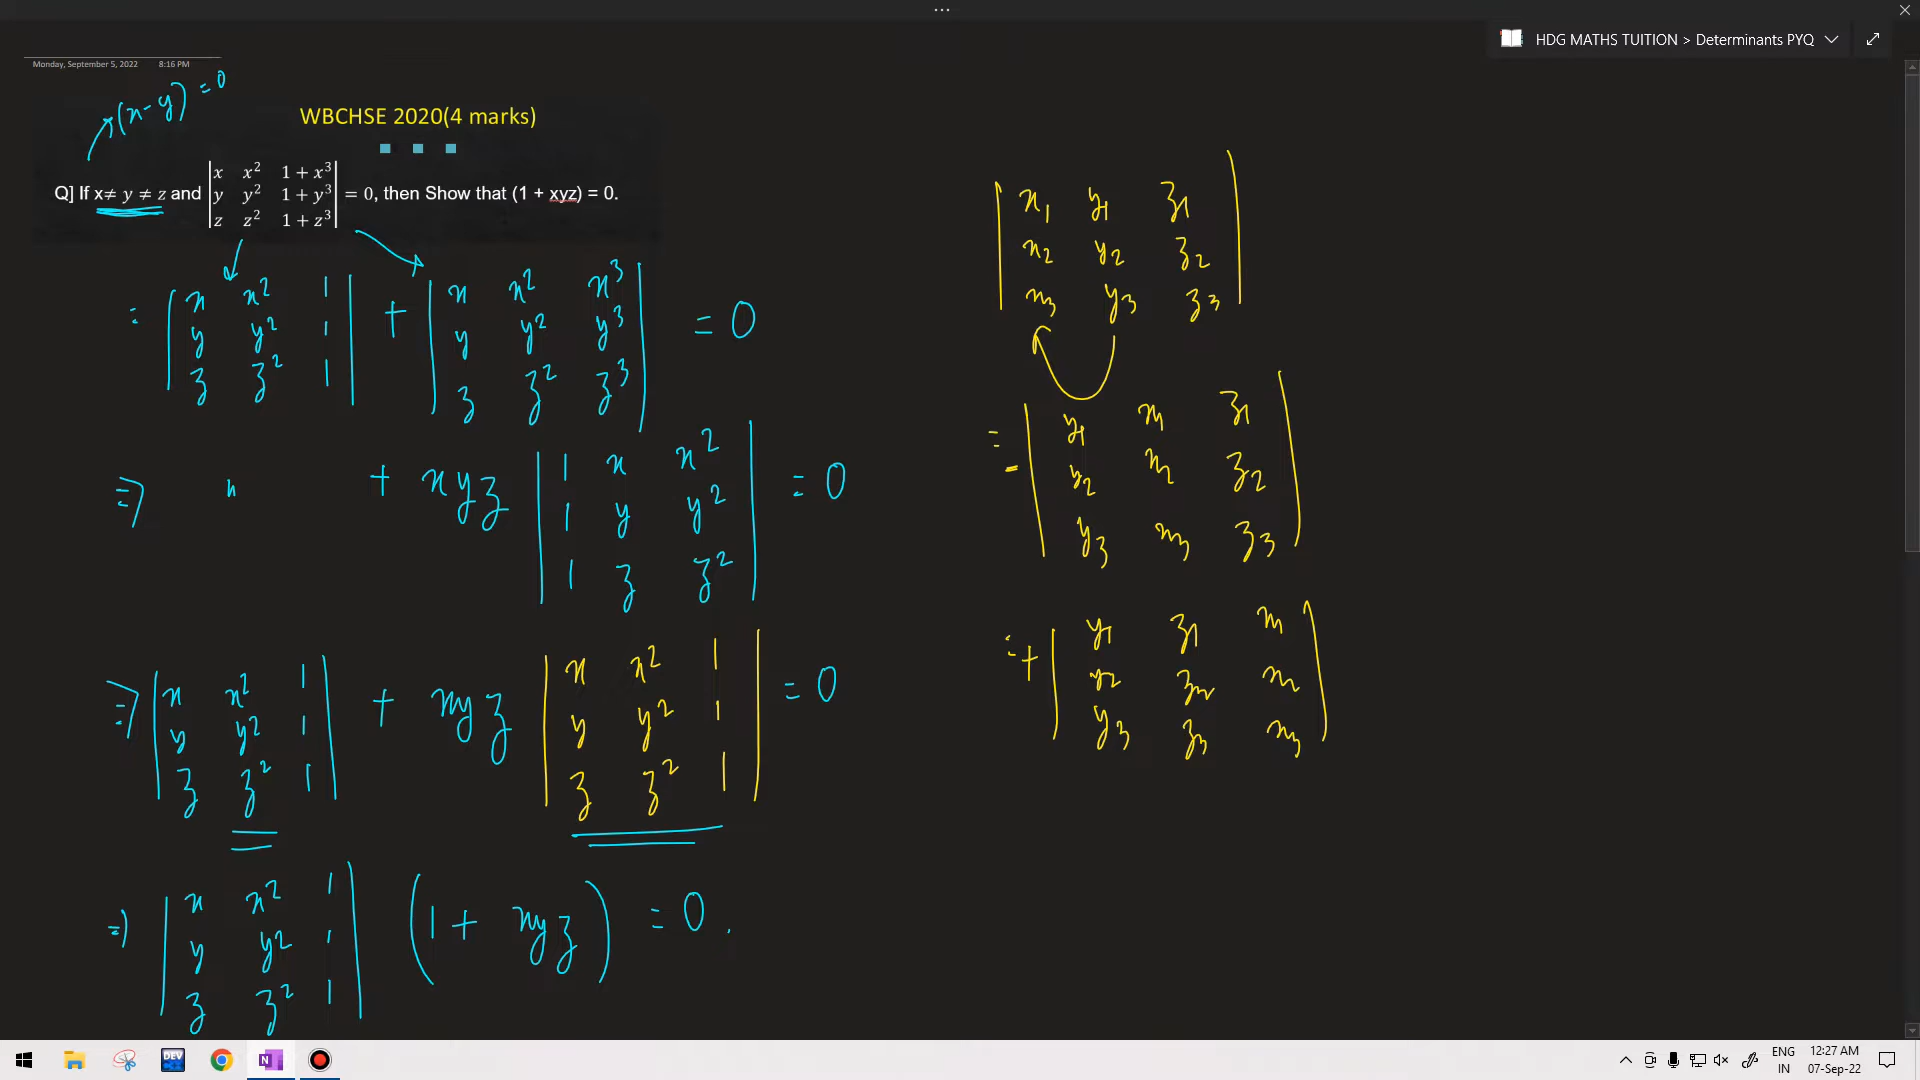 HDG MATHS TUITION > Determinants PYQ
Monday, September 5, 2022 8:16 PM
(x-y) = 0
WBCHSE 2020(4 marks)
Q] If x≠ y ≠ z and |x x² 1 + x³; y y² 1 + y³; z z² 1 + z³| = 0, then Show that (1 + xyz) = 0.
= |x x² 1; y y² 1; z z² 1| + |x x² x³; y y² y³; z z² z³| = 0
⇒ " + xyz |1 x x²; 1 y y²; 1 z z²| = 0
⇒ |x x² 1; y y² 1; z z² 1| + xyz |x x² 1; y y² 1; z z² 1| = 0
⇒ |x x² 1; y y² 1; z z² 1| (1 + xyz) = 0.
|x₁ y₁ z₁; x₂ y₂ z₂; x₃ y₃ z₃|
= - |y₁ x₁ z₁; y₂ x₂ z₂; y₃ x₃ z₃|
= + |y₁ z₁ x₁; y₂ z₂ x₂; y₃ z₃ x₃|
DEV
ENG
IN
12:27 AM
07-Sep-22